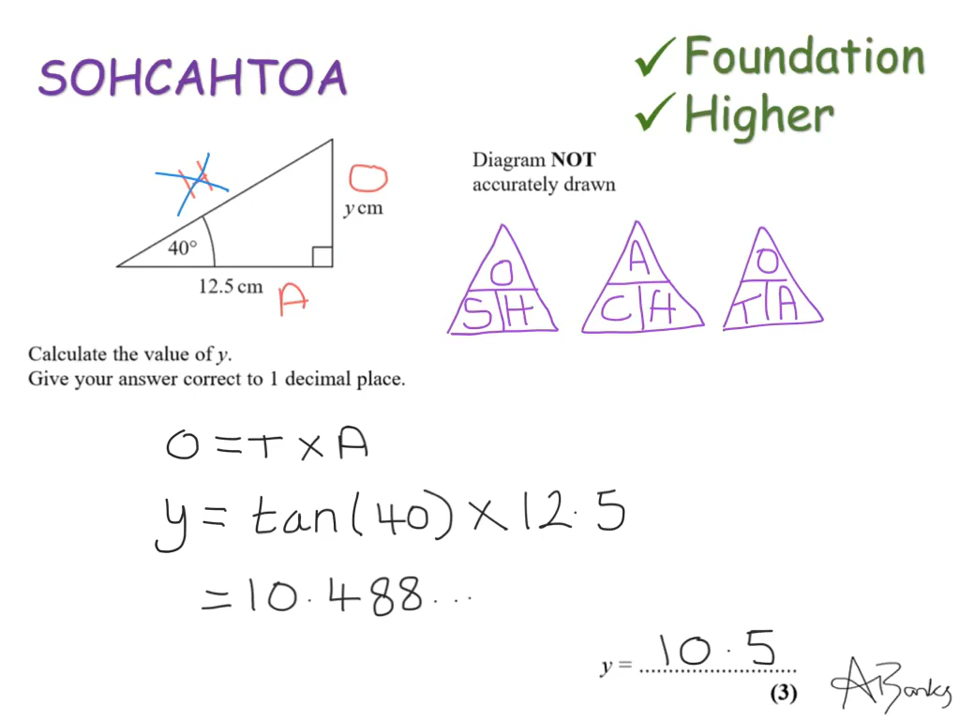 SOHCAHTOA
✓ Foundation
✓ Higher
H
O
y cm
40°
12.5 cm
A
Diagram NOT
accurately drawn
O
S H
A
C H
O
T A
Calculate the value of y.
Give your answer correct to 1 decimal place.
O = T × A
y = tan(40) × 12.5
= 10.488...
y = 10.5
(3)
A Banks